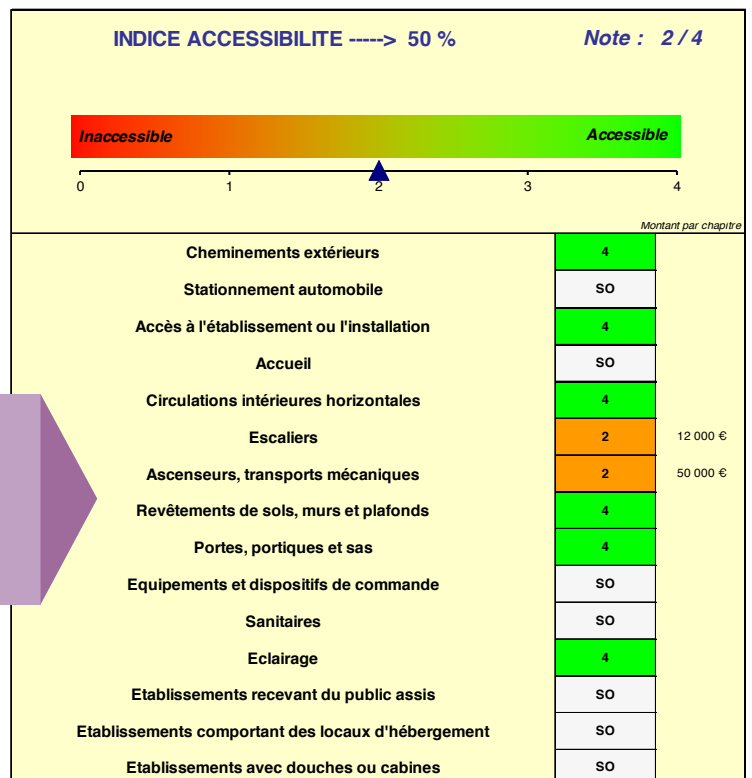 INDICE ACCESSIBILITE -----> 50 % Note : 2 / 4
Inaccessible Accessible
0 1 2 3 4
Montant par chapitre
Cheminements extérieurs 4
Stationnement automobile SO
Accès à l'établissement ou l'installation 4
Accueil SO
Circulations intérieures horizontales 4
Escaliers 2 12 000 €
Ascenseurs, transports mécaniques 2 50 000 €
Revêtements de sols, murs et plafonds 4
Portes, portiques et sas 4
Equipements et dispositifs de commande SO
Sanitaires SO
Eclairage 4
Etablissements recevant du public assis SO
Etablissements comportant des locaux d'hébergement SO
Etablissements avec douches ou cabines SO